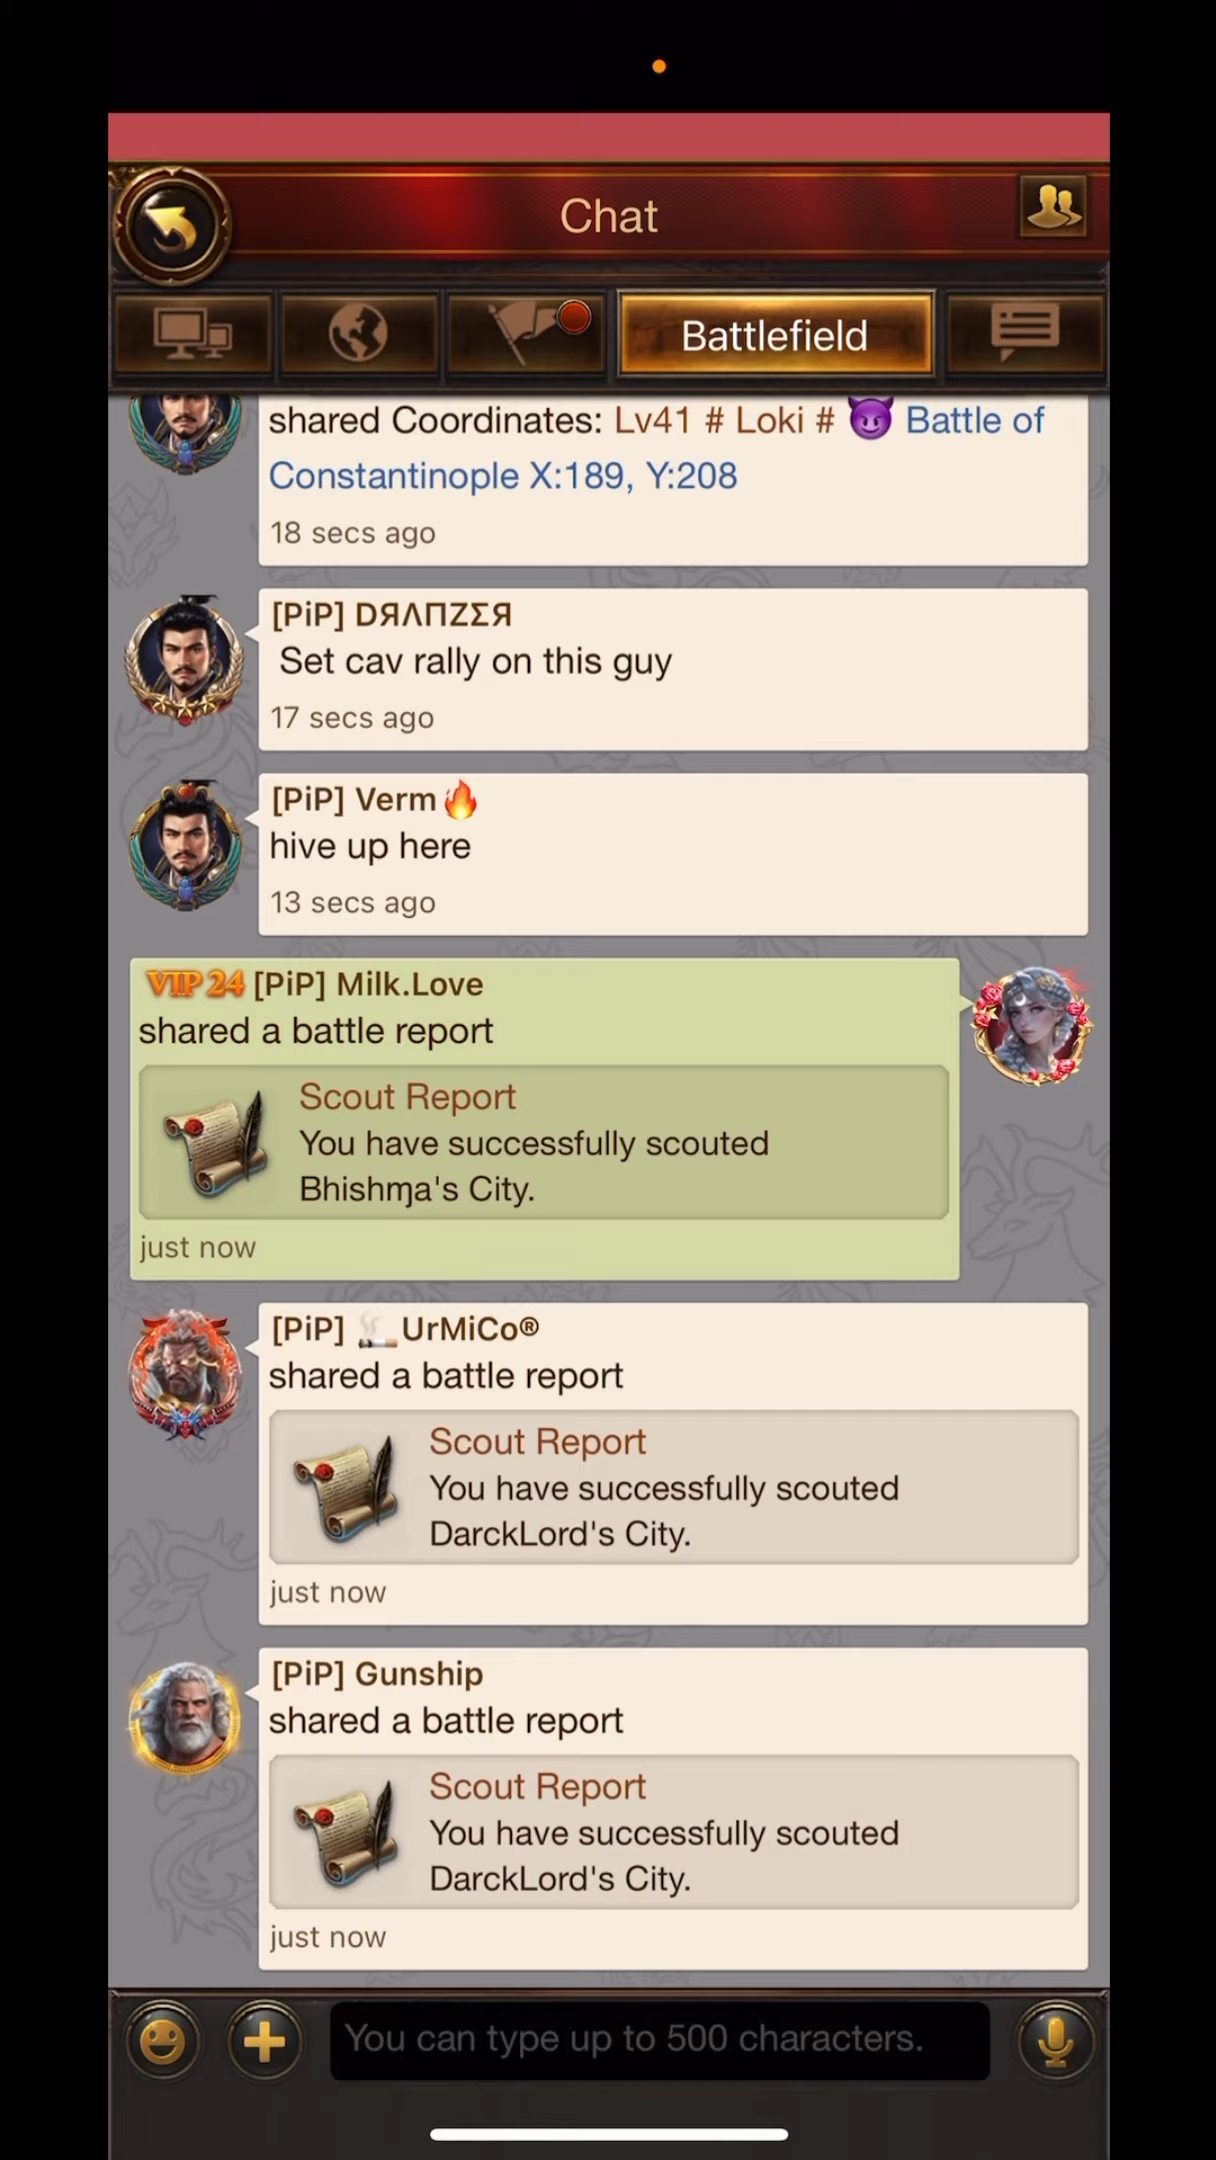 Chat
Battlefield
shared Coordinates: Lv41 # Loki # 😈 Battle of
Constantinople X:189, Y:208
18 secs ago
[PiP] DЯΛПZΣЯ
Set cav rally on this guy
17 secs ago
[PiP] Verm🔥
hive up here
13 secs ago
VIP 24 [PiP] Milk.Love
shared a battle report
Scout Report
You have successfully scouted
Bhishɱa's City.
just now
[PiP] 🚬UrMiCo®
shared a battle report
Scout Report
You have successfully scouted
DarckLord's City.
just now
[PiP] Gunship
shared a battle report
Scout Report
You have successfully scouted
DarckLord's City.
just now
You can type up to 500 characters.